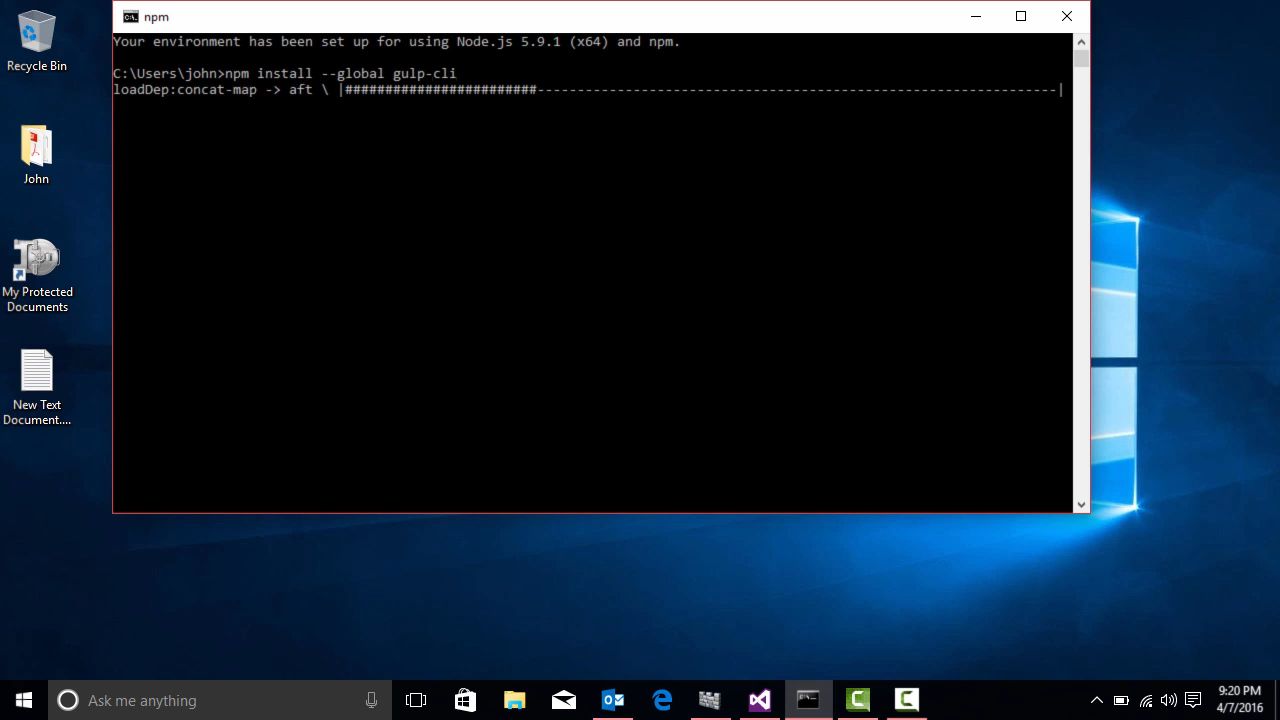 npm
Your environment has been set up for using Node.js 5.9.1 (x64) and npm.
C:\Users\john>npm install --global gulp-cli
loadDep:concat-map -> aft \ |########################-----------------------------------------------------------------|
Recycle Bin
John
My Protected
Documents
New Text
Document....
Ask me anything
9:20 PM
4/7/2016